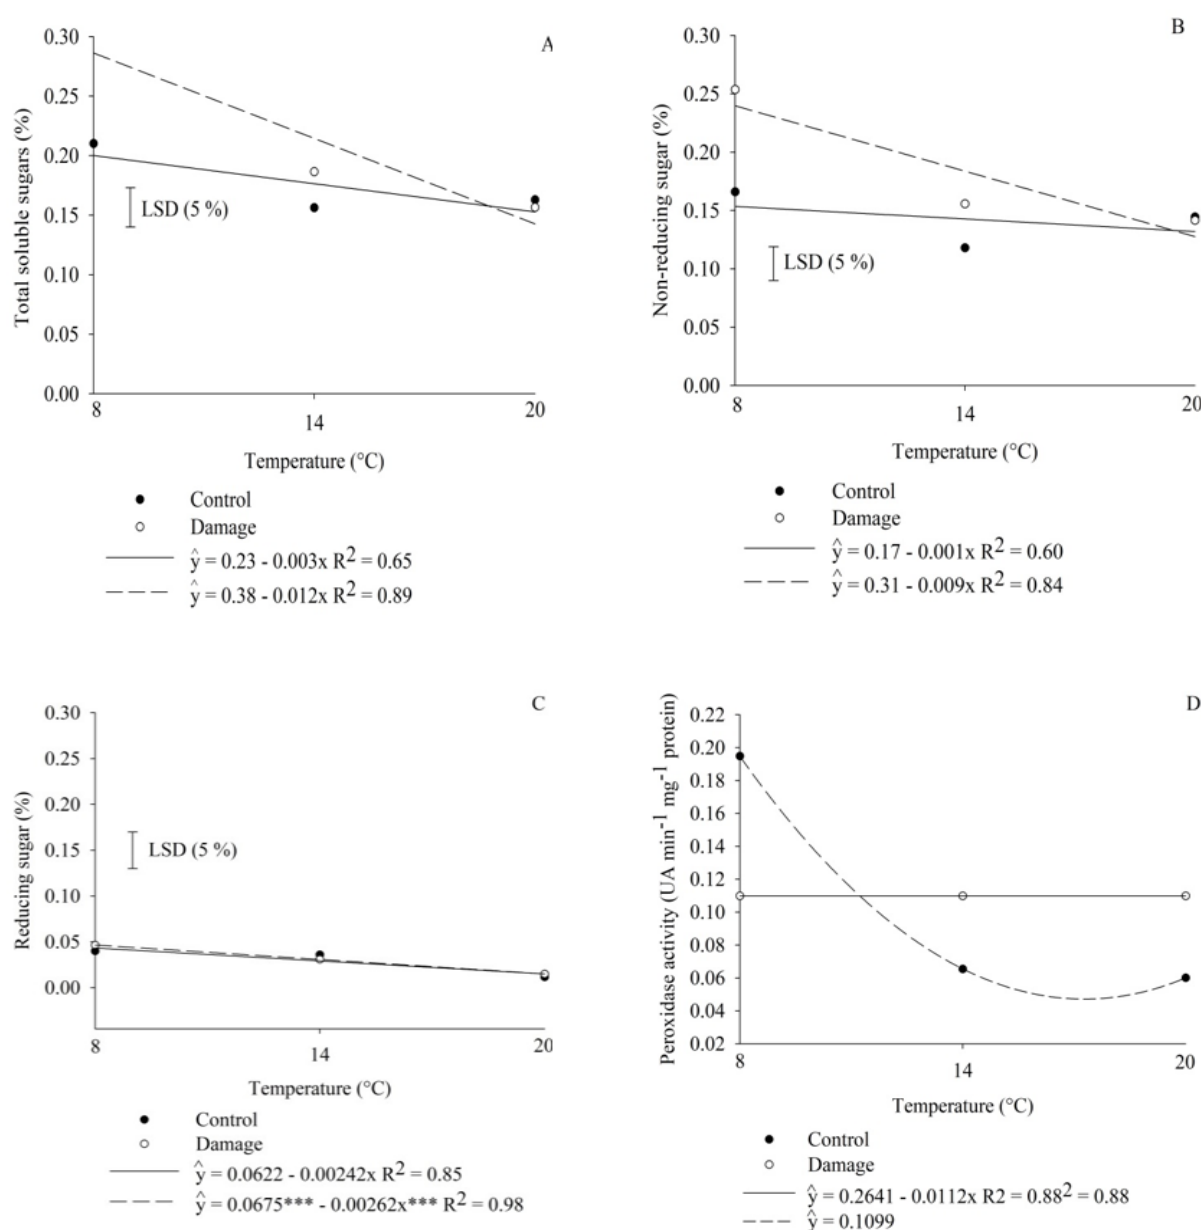 A
0.30
0.25
0.20
0.15
0.10
0.05
0.00
Total soluble sugars (%)
LSD (5 %)
8
14
20
Temperature (°C)
Control
Damage
ŷ = 0.23 - 0.003x R² = 0.65
ŷ = 0.38 - 0.012x R² = 0.89
B
0.30
0.25
0.20
0.15
0.10
0.05
0.00
Non-reducing sugar (%)
LSD (5 %)
8
14
20
Temperature (°C)
Control
Damage
ŷ = 0.17 - 0.001x R² = 0.60
ŷ = 0.31 - 0.009x R² = 0.84
C
0.30
0.25
0.20
0.15
0.10
0.05
0.00
Reducing sugar (%)
LSD (5 %)
8
14
20
Temperature (°C)
Control
Damage
ŷ = 0.0622 - 0.00242x R² = 0.85
ŷ = 0.0675*** - 0.00262x*** R² = 0.98
D
0.22
0.20
0.18
0.16
0.14
0.12
0.10
0.08
0.06
0.04
0.02
Peroxidase activity (UA min⁻¹ mg⁻¹ protein)
8
14
20
Temperature (°C)
Control
Damage
ŷ = 0.2641 - 0.0112x R2 = 0.88² = 0.88
ŷ = 0.1099